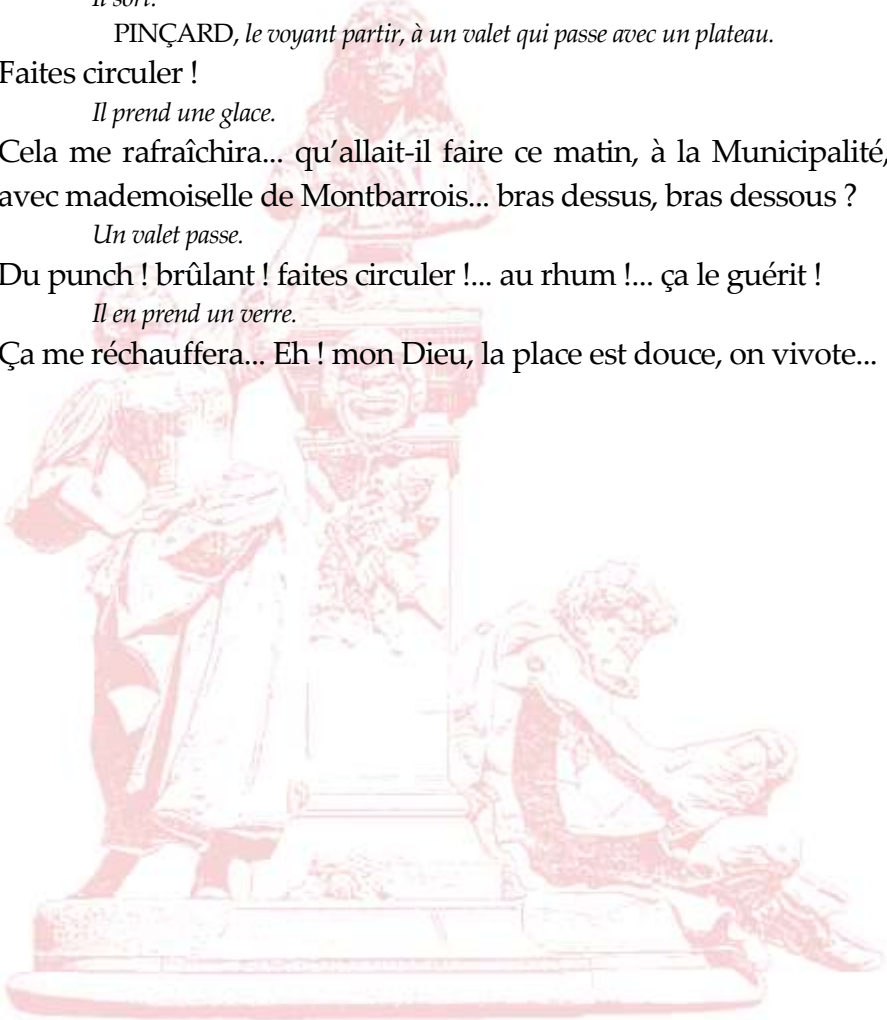 Il sort.
PINÇARD, le voyant partir, à un valet qui passe avec un plateau.
Faites circuler !
Il prend une glace.
Cela me rafraîchira... qu’allait-il faire ce matin, à la Municipalité,
avec mademoiselle de Montbarrois... bras dessus, bras dessous ?
Un valet passe.
Du punch ! brûlant ! faites circuler !... au rhum !... ça le guérit !
Il en prend un verre.
Ça me réchauffera... Eh ! mon Dieu, la place est douce, on vivote...